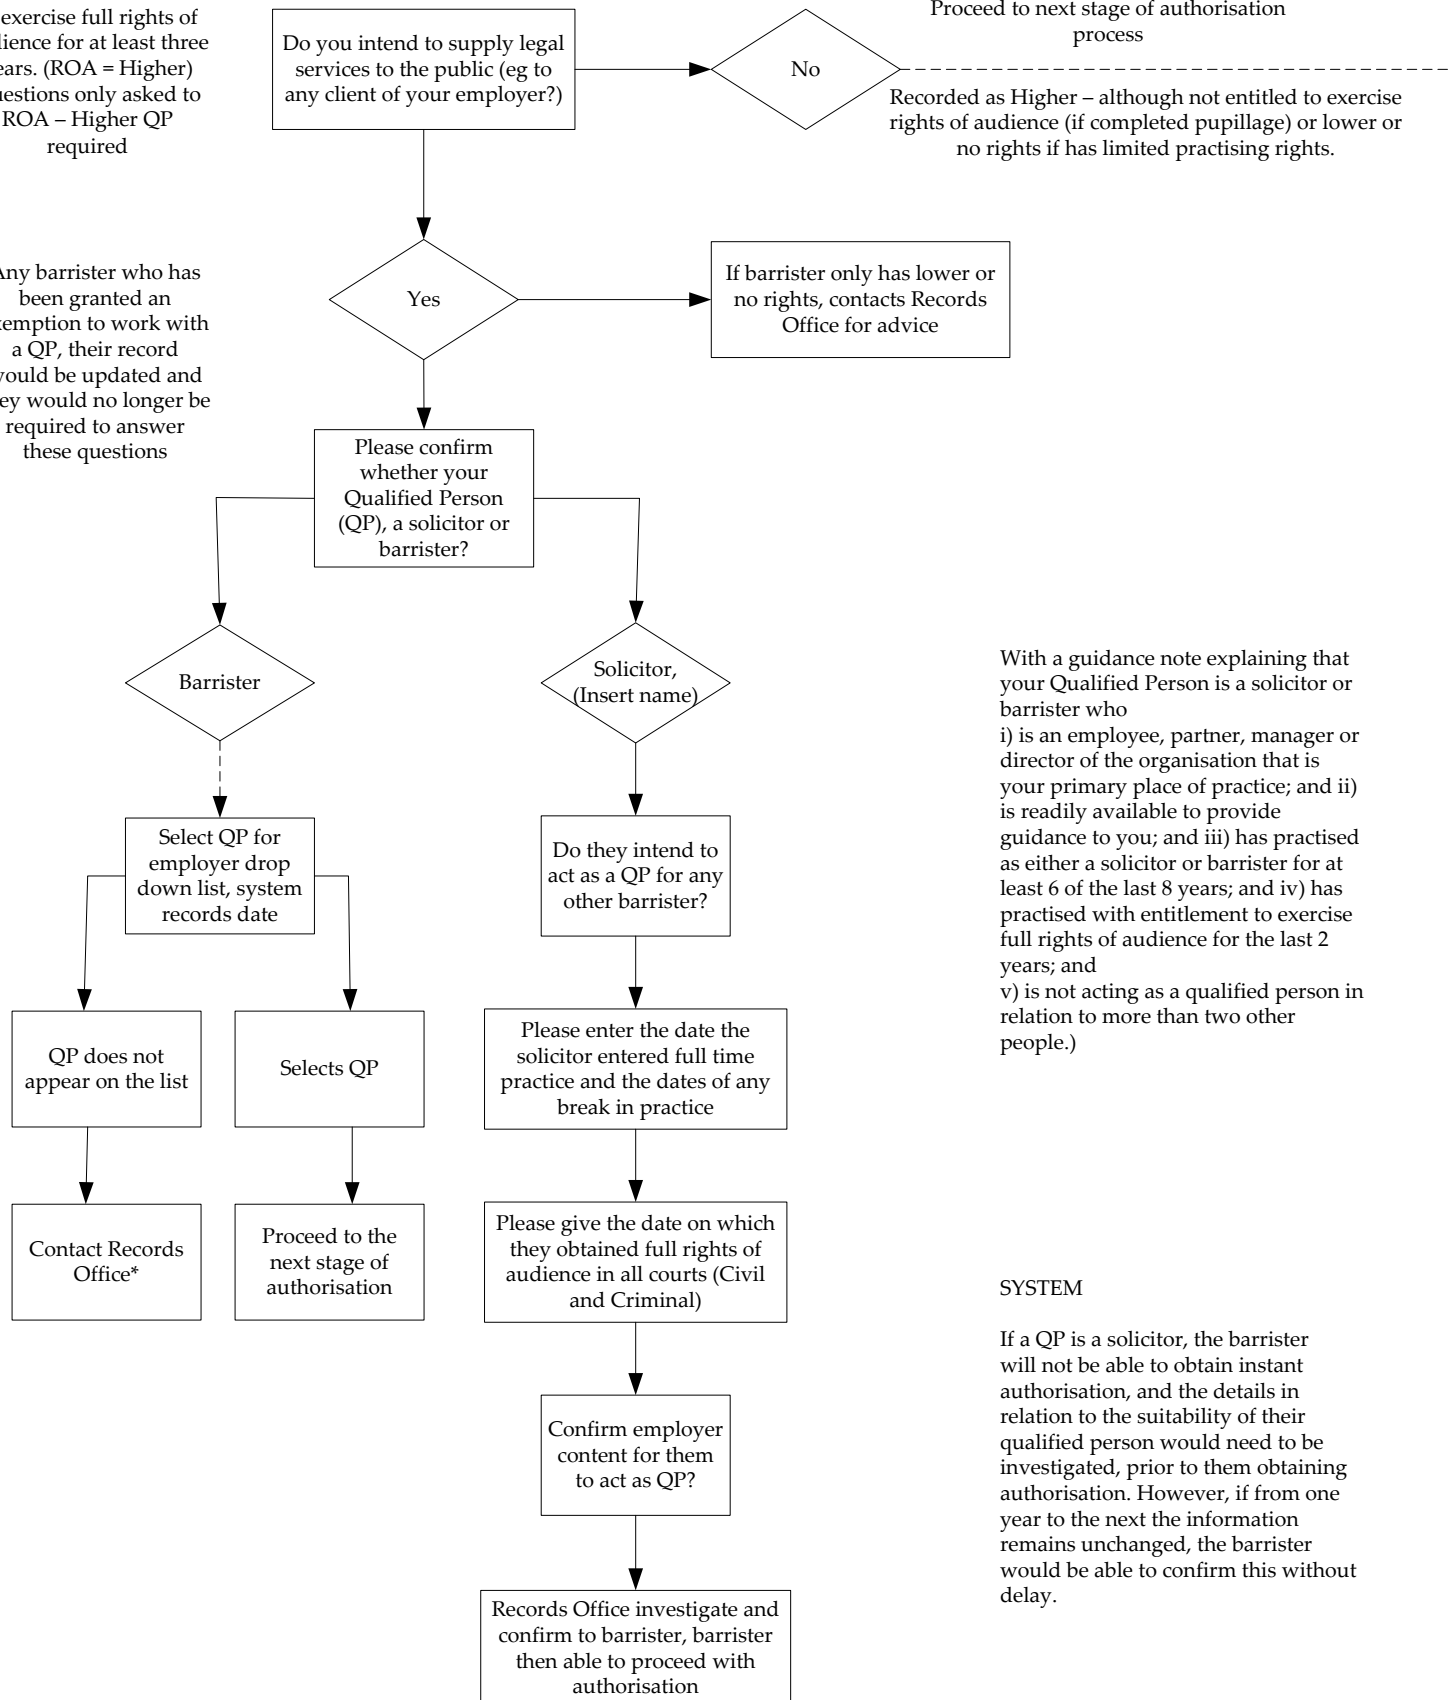 exercise full rights of
for at least three
(ROA = Higher)
only asked to
ROA – Higher QP
required
Do you intend to supply legal
services to the public (eg to
any client of your employer?)
No
Proceed to next stage of authorisation
process
Recorded as Higher – although not entitled to exercise
rights of audience (if completed pupillage) or lower or
no rights if has limited practising rights.
Any barrister who has
been granted an
to work with
a QP, their record
would be updated and
would no longer be
required to answer
these questions
Yes
If barrister only has lower or
no rights, contacts Records
Office for advice
Please confirm
whether your
Qualified Person
(QP), a solicitor or
barrister?
Barrister
Solicitor,
(Insert name)
With a guidance note explaining that
your Qualified Person is a solicitor or
barrister who
i) is an employee, partner, manager or
director of the organisation that is
your primary place of practice; and ii)
is readily available to provide
guidance to you; and iii) has practised
as either a solicitor or barrister for at
least 6 of the last 8 years; and iv) has
practised with entitlement to exercise
full rights of audience for the last 2
years; and
v) is not acting as a qualified person in
relation to more than two other
people.)
Select QP for
employer drop
down list, system
records date
Do they intend to
act as a QP for any
other barrister?
QP does not
appear on the list
Selects QP
Please enter the date the
solicitor entered full time
practice and the dates of any
break in practice
Contact Records
Office*
Proceed to the
next stage of
authorisation
Please give the date on which
they obtained full rights of
audience in all courts (Civil
and Criminal)
SYSTEM
If a QP is a solicitor, the barrister
will not be able to obtain instant
authorisation, and the details in
relation to the suitability of their
qualified person would need to be
investigated, prior to them obtaining
authorisation. However, if from one
year to the next the information
remains unchanged, the barrister
would be able to confirm this without
delay.
Confirm employer
content for them
to act as QP?
Records Office investigate and
confirm to barrister, barrister
then able to proceed with
authorisation